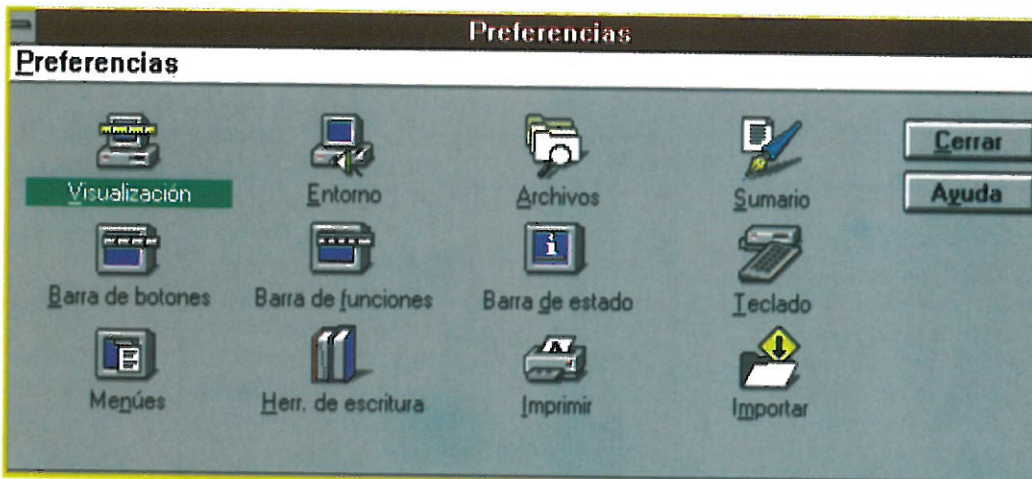 Preferencias
Preferencias
Visualización Entorno Archivos Sumario Cerrar
Ayuda
Barra de botones Barra de funciones Barra de estado Teclado
Menúes Herr. de escritura Imprimir Importar